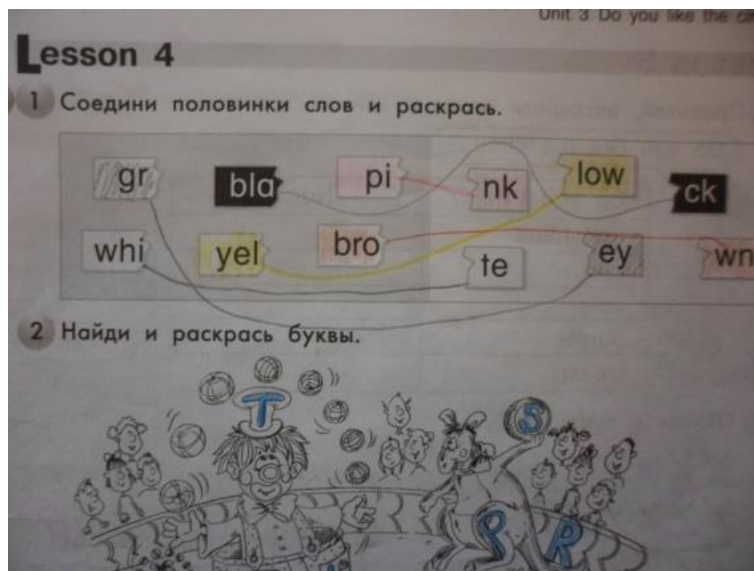 Unit 3 Do you like the
Lesson 4
1 Соедини половинки слов и раскрась.
gr bla pi nk low ck
whi yel bro te ey wn
2 Найди и раскрась буквы.
T S
P R